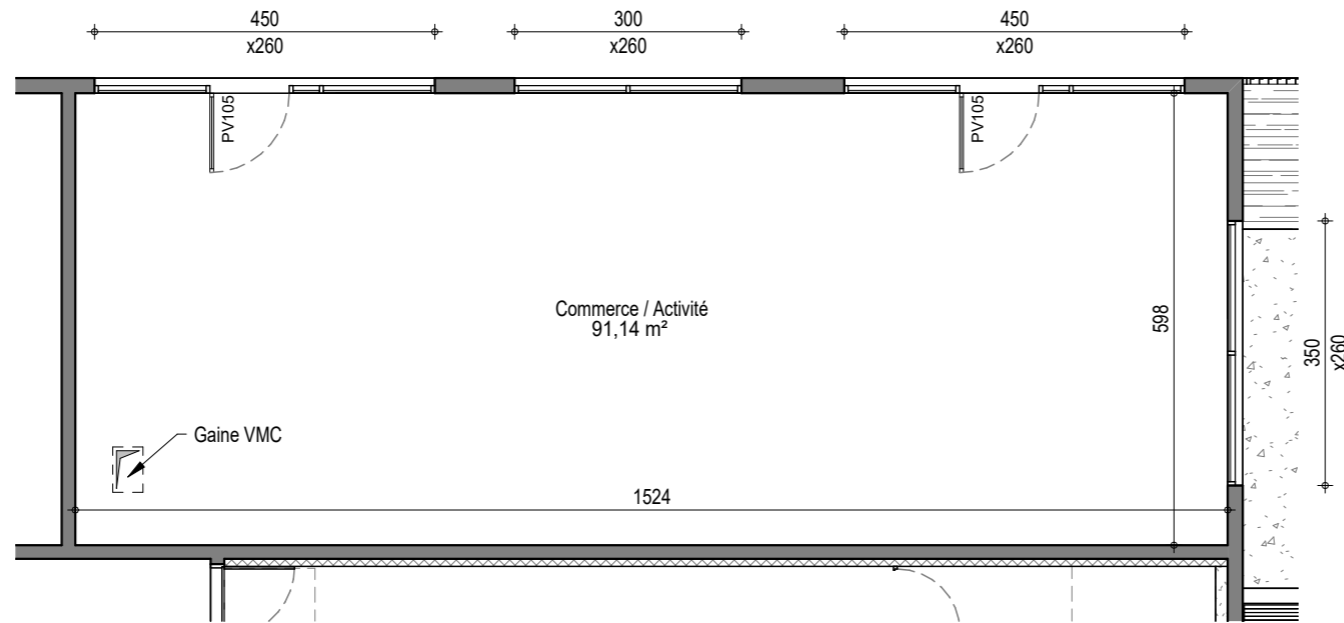 450
x260
300
x260
450
x260
PV105
PV105
Commerce / Activité
91,14 m²
598
350
x260
Gaine VMC
1524